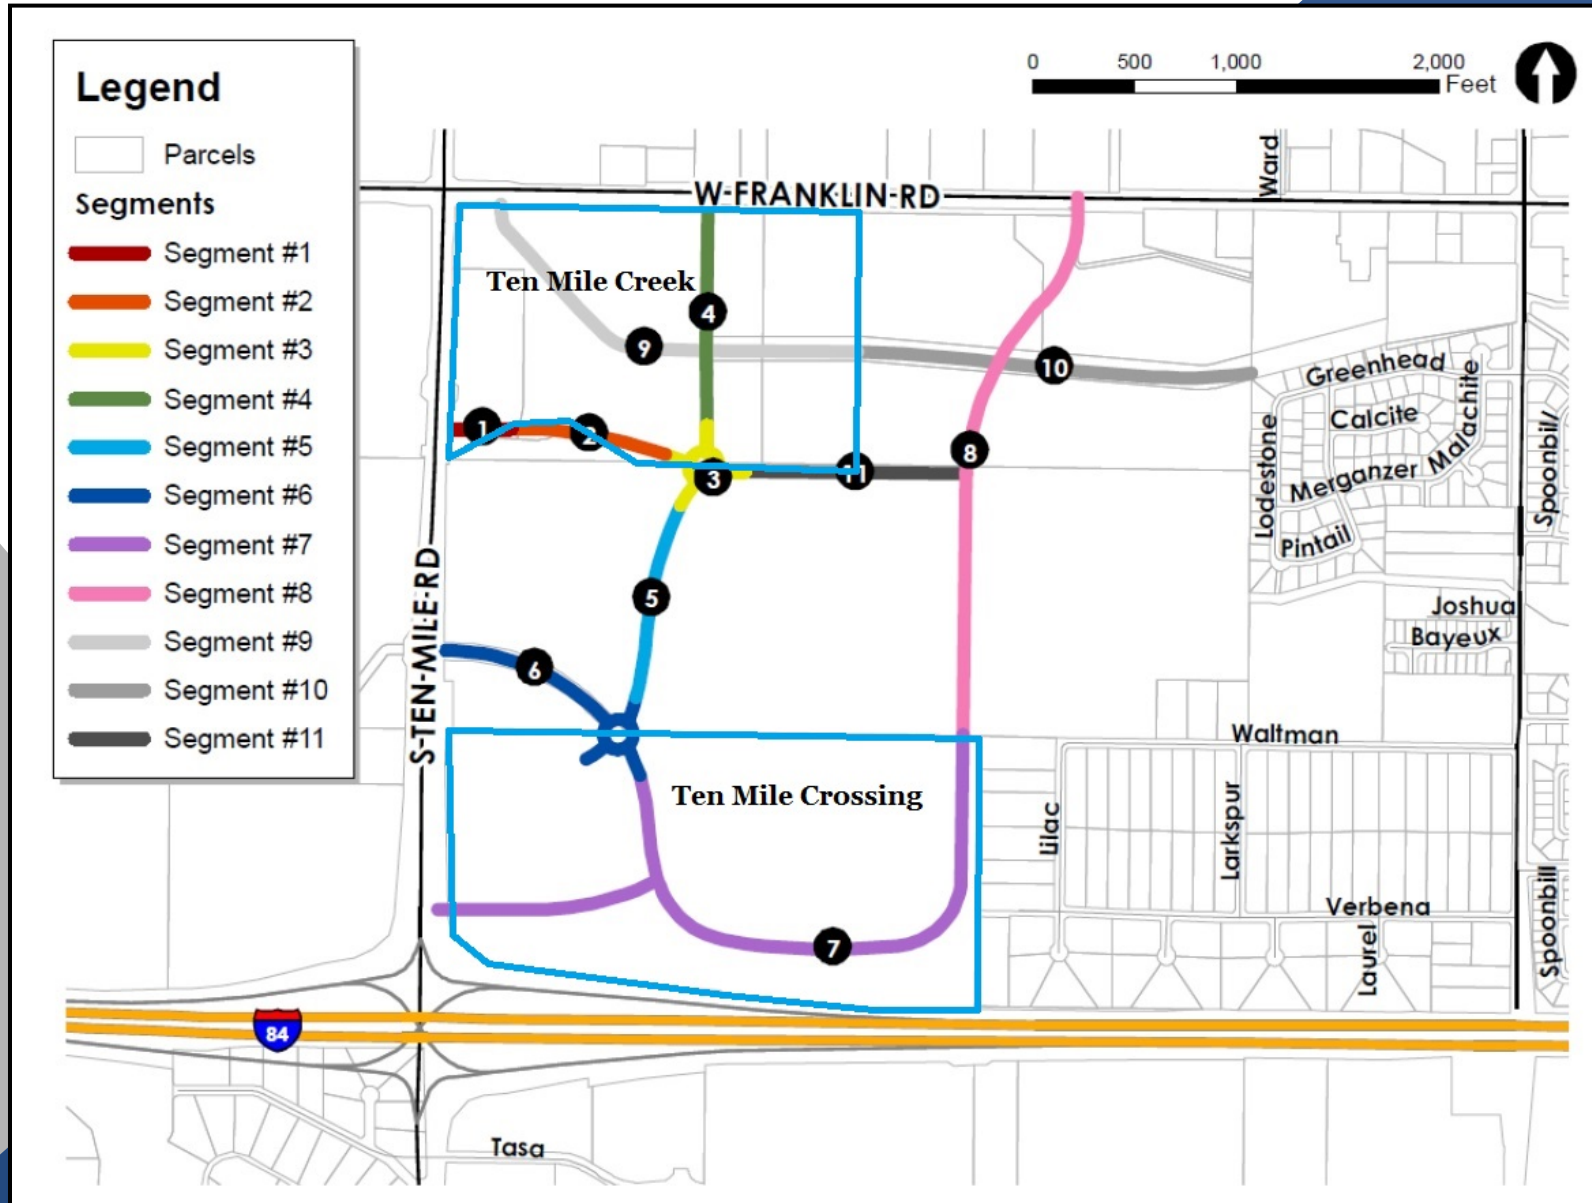 Legend
Parcels
Segments
Segment #1
Segment #2
Segment #3
Segment #4
Segment #5
Segment #6
Segment #7
Segment #8
Segment #9
Segment #10
Segment #11
0 500 1,000 2,000
Feet
W-FRANKLIN-RD
Ward
Ten Mile Creek
4
9
10
1
2
8
3
11
Greenhead
Calcite
Malachite
Merganzer
Lodestone
Pintail
Spoonbill
S-TEN-MILE-RD
5
6
Joshua
Bayeux
Waltman
Ten Mile Crossing
Lilac
Larkspur
Verbena
Laurel
Spoonbill
7
84
Tasa